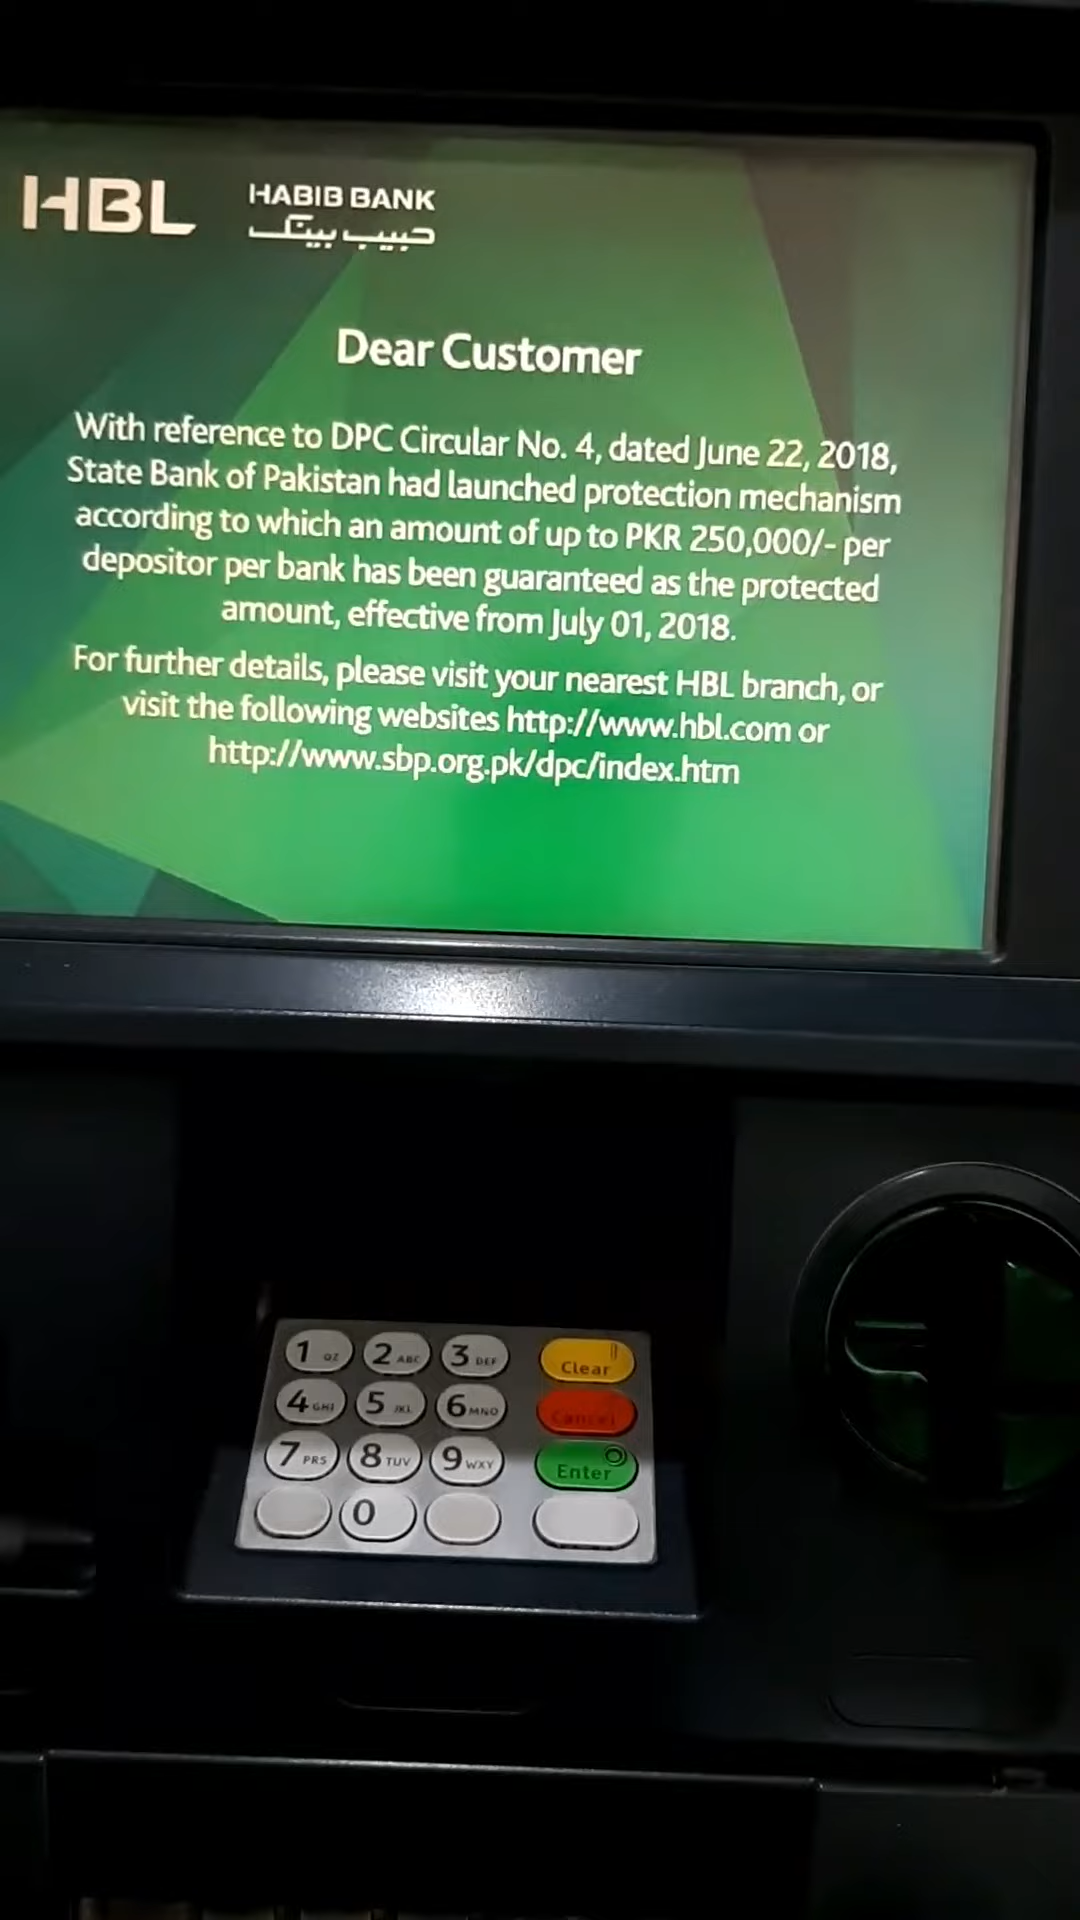 HBL
HABIB BANK
حبیب بینک
Dear Customer
With reference to DPC Circular No. 4, dated June 22, 2018,
State Bank of Pakistan had launched protection mechanism
according to which an amount of up to PKR 250,000/- per
depositor per bank has been guaranteed as the protected
amount, effective from July 01, 2018.
For further details, please visit your nearest HBL branch, or
visit the following websites http://www.hbl.com or
http://www.sbp.org.pk/dpc/index.htm
1 QZ 2 ABC 3 DEF Clear
4 GHI 5 JKL 6 MNO Cancel
7 PRS 8 TUV 9 WXY Enter
0